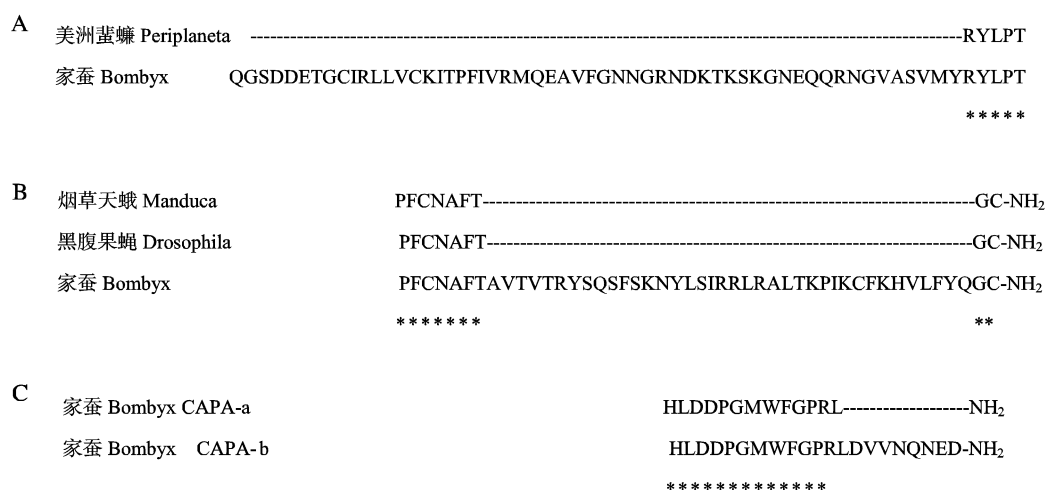 A
美洲蜚蠊 Periplaneta -----------------------------------------------------------------------------------------------------------RYLPT
家蚕 Bombyx QGSDDETGCIRLLVCKITPFIVRMQEAVFGNNGRNDKTKSKGNEQQRNGVASVMYRYLPT
*****
B
烟草天蛾 Manduca PFCNAFT--------------------------------------------------------------------------GC-NH₂
黑腹果蝇 Drosophila PFCNAFT-------------------------------------------------------------------------GC-NH₂
家蚕 Bombyx PFCNAFTAVTVTRYSQSFSKNYLSIRRLRALTKPIKCFKHVLFYQGC-NH₂
******* **
C
家蚕 Bombyx CAPA-a HLDDPGMWFGPRL-------------------NH₂
家蚕 Bombyx CAPA-b HLDDPGMWFGPRLDVVNQNED-NH₂
*************